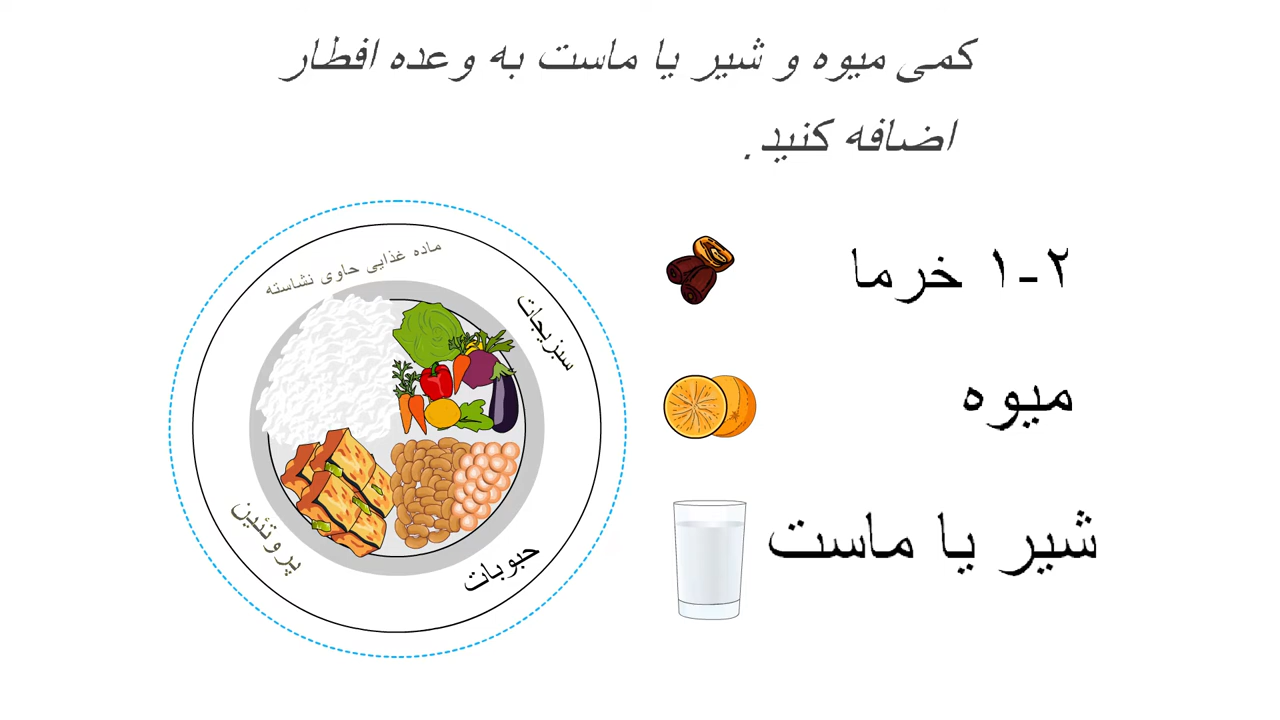 کمی میوه و شیر یا ماست به وعده افطار
اضافه کنید.
ماده غذایی حاوی نشاسته
سبزیجات
پروتئین
حبوبات
۱-۲ خرما
میوه
شیر یا ماست